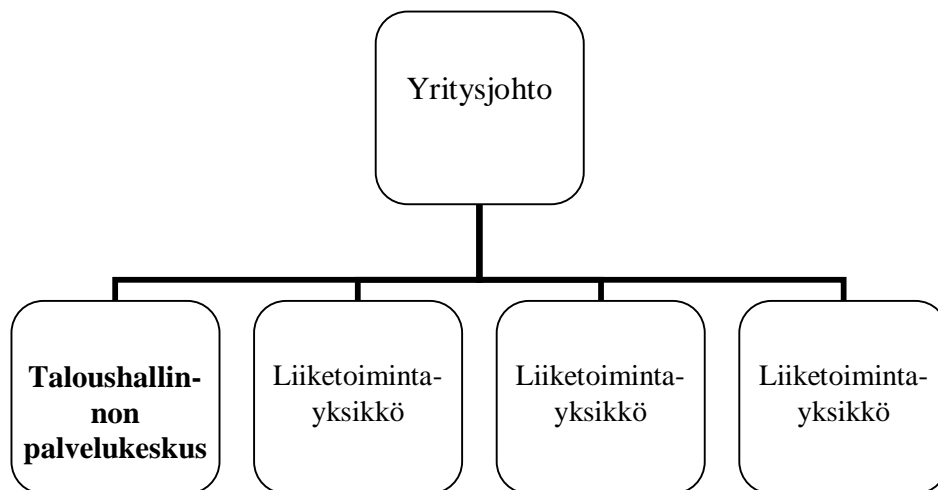 Yritysjohto
Taloushallin-
non
palvelukeskus
Liiketoiminta-
yksikkö
Liiketoiminta-
yksikkö
Liiketoiminta-
yksikkö